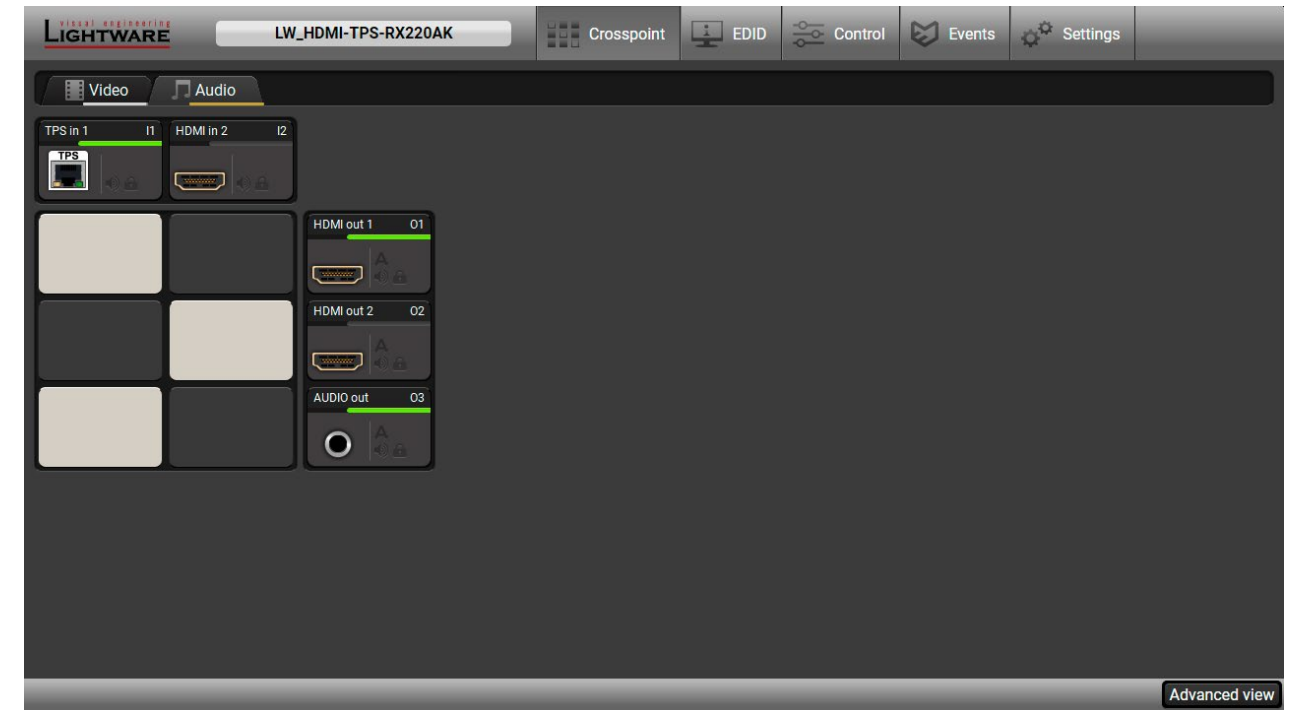 visual engineering
LIGHTWARE
LW_HDMI-TPS-RX220AK
Crosspoint
EDID
Control
Events
Settings
Video
Audio
TPS in 1 I1
HDMI in 2 I2
TPS
HDMI out 1 O1
A
HDMI out 2 O2
A
AUDIO out O3
A
Advanced view